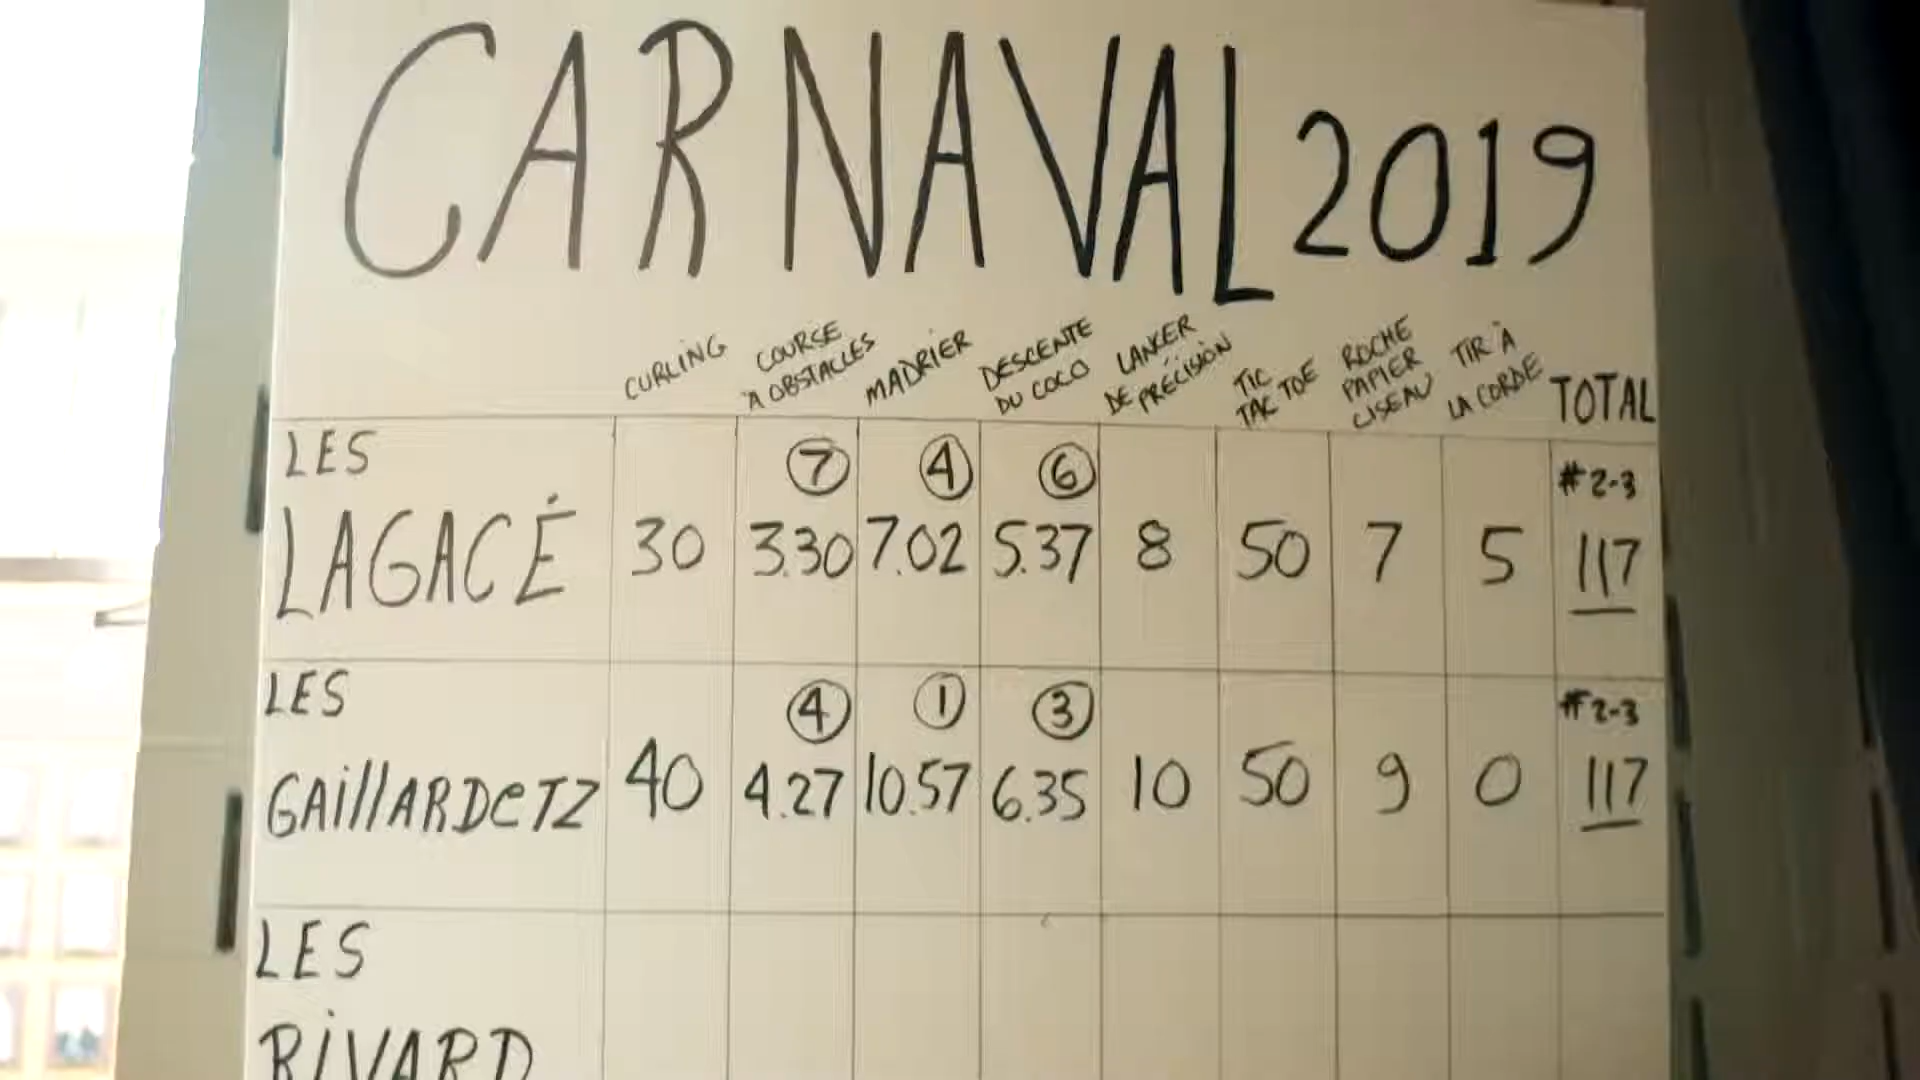 CARNAVAL 2019
CURLING
COURSE
À OBSTACLES
MADRIER
DESCENTE
DU COCO
LANCER
DE PRÉCISION
TIC
TAC TOE
ROCHE
PAPIER
CISEAU
TIR À
LA CORDE
TOTAL
LES
LAGACÉ
30
7
3.30
4
7.02
6
5.37
8
50
7
5
#2-3
117
LES
GAillARDeTZ
40
4
4.27
1
10.57
3
6.35
10
50
9
0
#2-3
117
LES
RiVARD